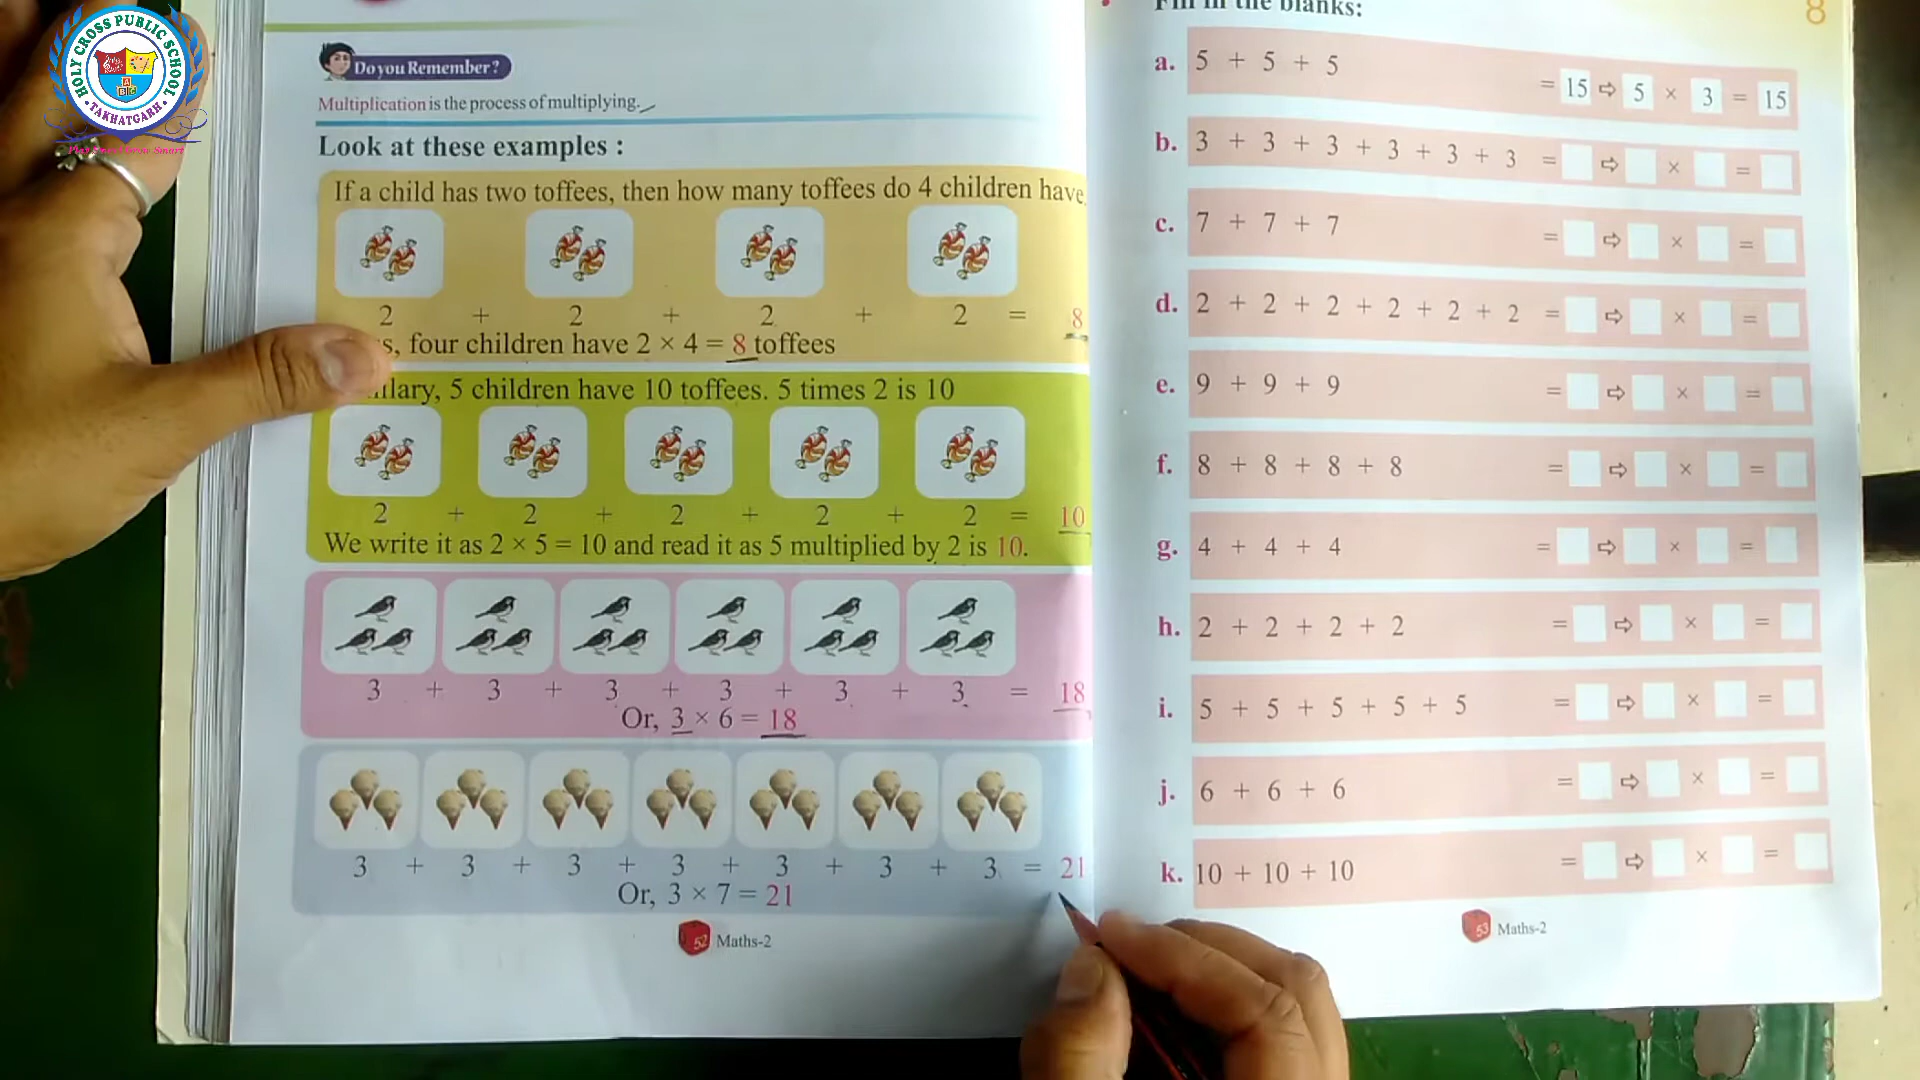 HOLY CROSS PUBLIC SCHOOL
TAKHATGARH
ABC
Do you Remember?
Multiplication is the process of multiplying.
Look at these examples :
If a child has two toffees, then how many toffees do 4 children have
2 + 2 + 2 + 2 = 8
four children have 2 × 4 = 8 toffees
5 children have 10 toffees. 5 times 2 is 10
2 + 2 + 2 + 2 + 2 = 10
We write it as 2 × 5 = 10 and read it as 5 multiplied by 2 is 10.
3 + 3 + 3 + 3 + 3 + 3 = 18
Or, 3 × 6 = 18
3 + 3 + 3 + 3 + 3 + 3 + 3 = 21
Or, 3 × 7 = 21
52 Maths-2
Fill in the blanks:
8
a. 5 + 5 + 5 = 15 ⇨ 5 × 3 = 15
b. 3 + 3 + 3 + 3 + 3 + 3 = ⇨ × =
c. 7 + 7 + 7 = ⇨ × =
d. 2 + 2 + 2 + 2 + 2 + 2 = ⇨ × =
e. 9 + 9 + 9 = ⇨ × =
f. 8 + 8 + 8 + 8 = ⇨ × =
g. 4 + 4 + 4 = ⇨ × =
h. 2 + 2 + 2 + 2 = ⇨ × =
i. 5 + 5 + 5 + 5 + 5 = ⇨ × =
j. 6 + 6 + 6 = ⇨ × =
k. 10 + 10 + 10 = ⇨ × =
53 Maths-2